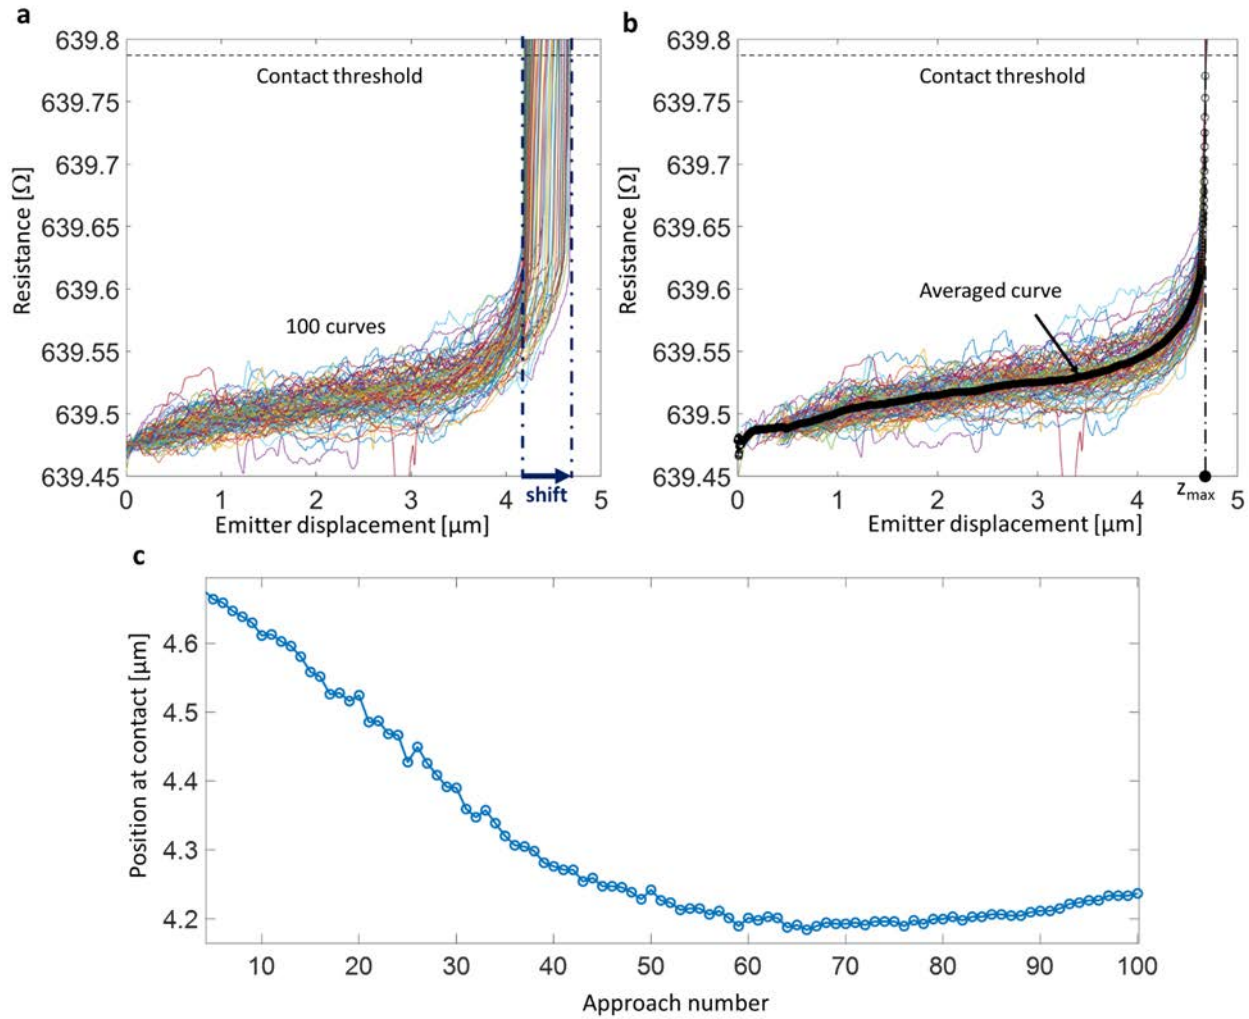 a
639.8
639.75
639.7
639.65
639.6
639.55
639.5
639.45
Resistance [Ω]
Contact threshold
100 curves
0 1 2 3 4 5
shift
Emitter displacement [µm]
b
639.8
639.75
639.7
639.65
639.6
639.55
639.5
639.45
Resistance [Ω]
Contact threshold
Averaged curve
0 1 2 3 4 5
zmax
Emitter displacement [µm]
c
4.6
4.5
4.4
4.3
4.2
Position at contact [µm]
10 20 30 40 50 60 70 80 90 100
Approach number